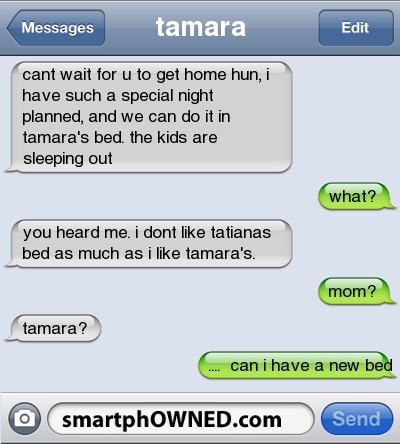 Messages
tamara
Edit
cant wait for u to get home hun, i
have such a special night
planned, and we can do it in
tamara's bed. the kids are
sleeping out
what?
you heard me. i dont like tatianas
bed as much as i like tamara's.
mom?
tamara?
.... can i have a new bed
smartphOWNED.com
Send